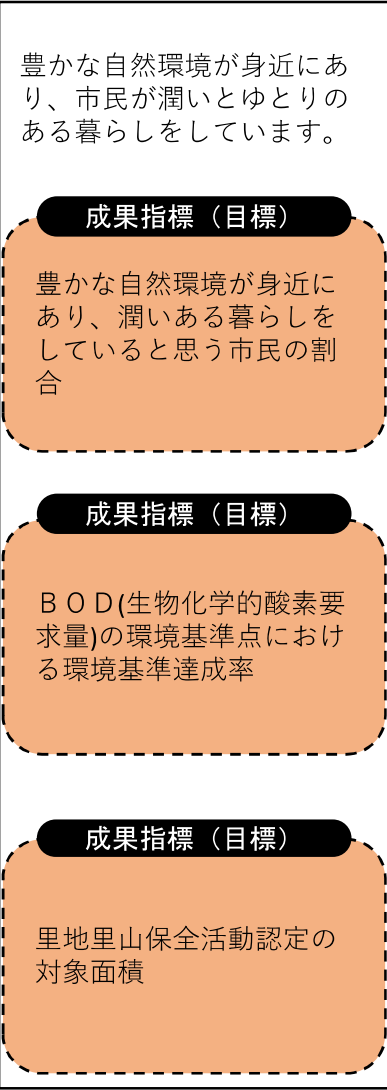 豊かな自然環境が身近にあ
り、市民が潤いとゆとりの
ある暮らしをしています。
成果指標（目標）
豊かな自然環境が身近に
あり、潤いある暮らしを
していると思う市民の割
合
成果指標（目標）
ＢＯＤ(生物化学的酸素要
求量)の環境基準点におけ
る環境基準達成率
成果指標（目標）
里地里山保全活動認定の
対象面積